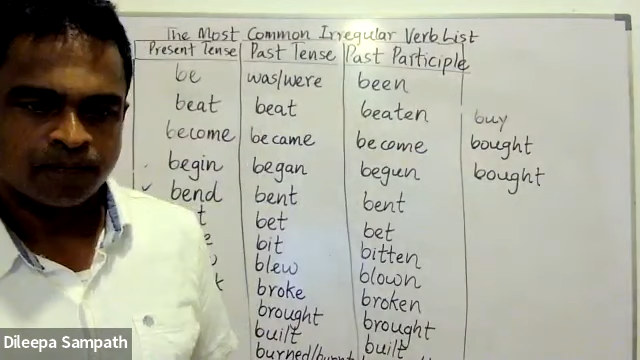 The Most Common Irregular Verb List
Present Tense Past Tense Past Participle
be was/were been
beat beat beaten buy
become became become bought
begin began begun bought
bend bent bent
bet bet
bit bitten
blew blown
broke broken
brought brought
built built
burned/burnt
Dileepa Sampath